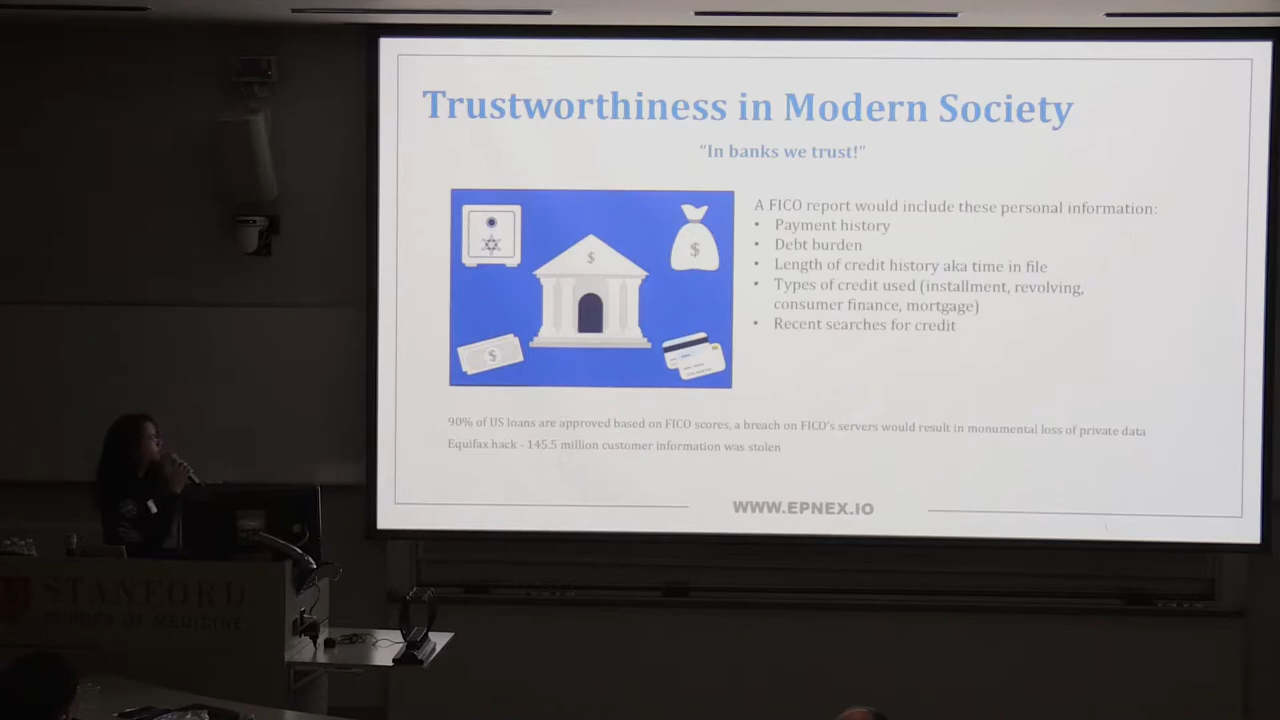 Trustworthiness in Modern Society
"In banks we trust!"
A FICO report would include these personal information:
• Payment history
• Debt burden
• Length of credit history aka time in file
• Types of credit used (installment, revolving,
consumer finance, mortgage)
• Recent searches for credit
$
$
$
90% of US loans are approved based on FICO scores, a breach on FICO's servers would result in monumental loss of private data
Equifax hack - 145.5 million customer information was stolen
WWW.EPNEX.IO
STANFORD
SCHOOL OF MEDICINE